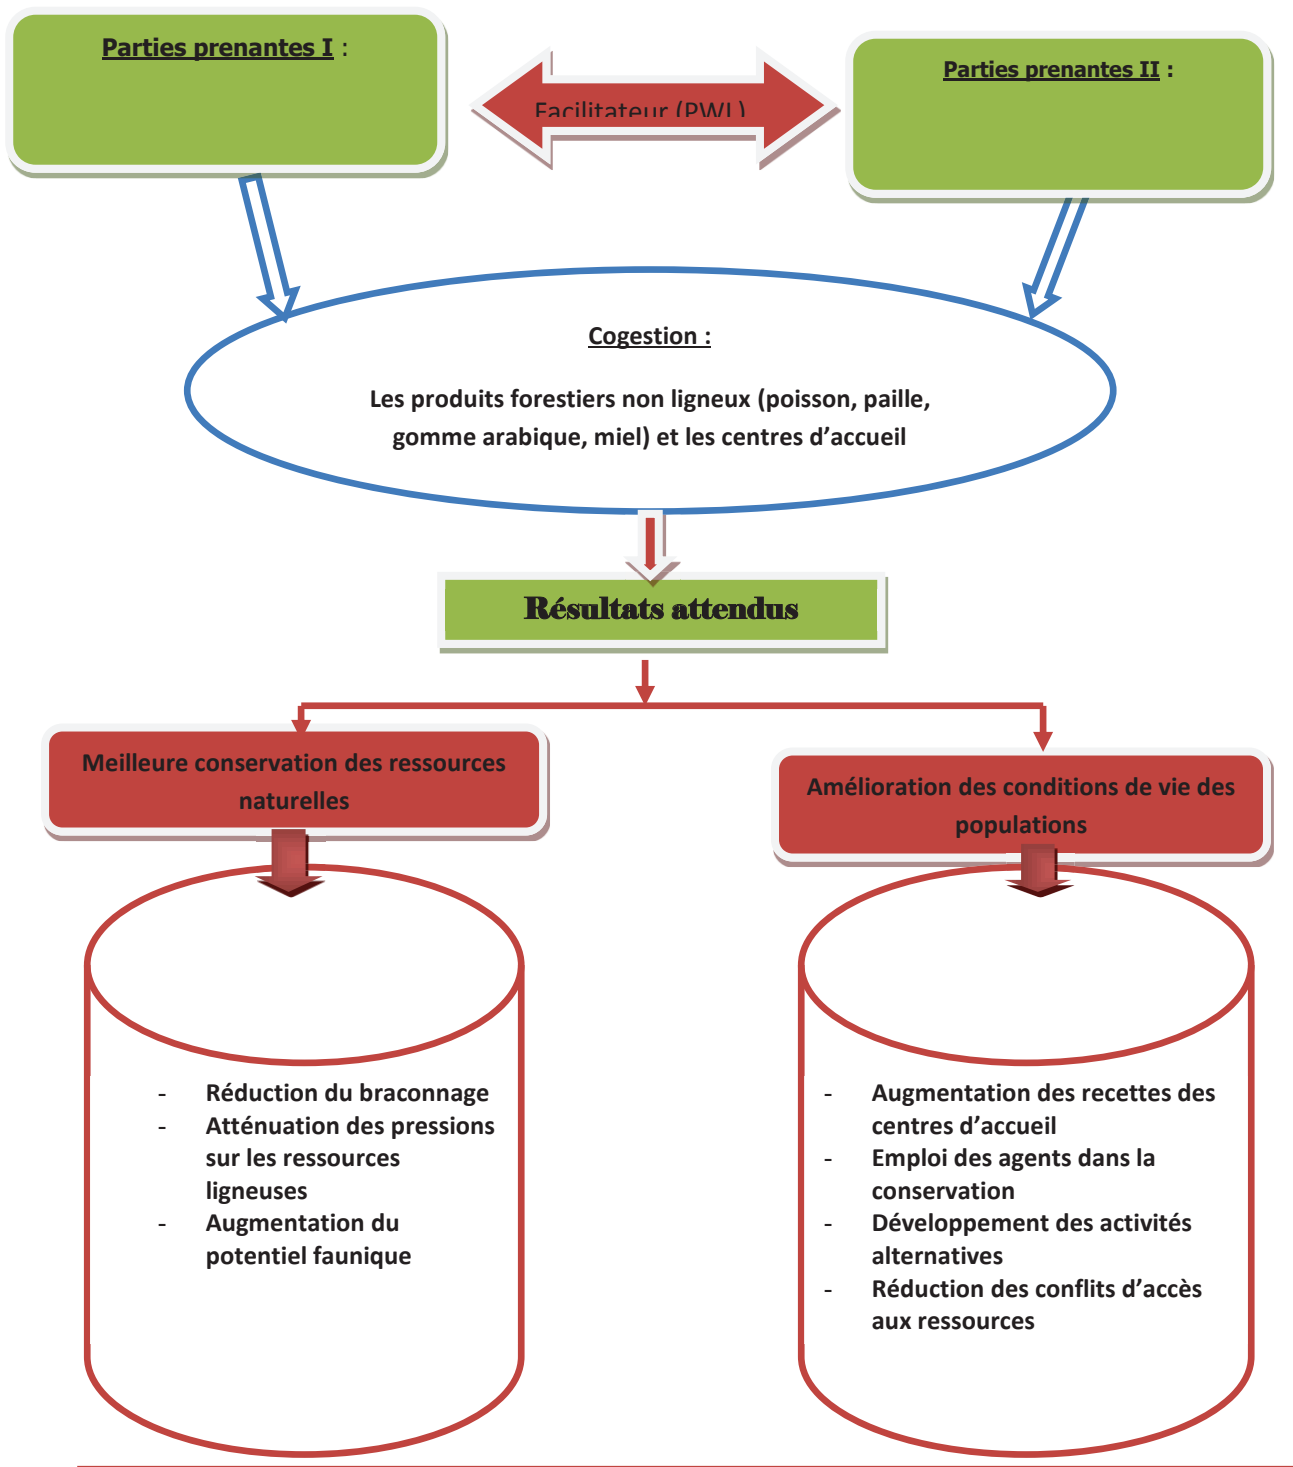 Parties prenantes I :
Parties prenantes II :
Facilitateur (PWL)
Cogestion :
Les produits forestiers non ligneux (poisson, paille,
gomme arabique, miel) et les centres d’accueil
Résultats attendus
Meilleure conservation des ressources
naturelles
Amélioration des conditions de vie des
populations
- Réduction du braconnage
- Atténuation des pressions
sur les ressources
ligneuses
- Augmentation du
potentiel faunique
- Augmentation des recettes des
centres d’accueil
- Emploi des agents dans la
conservation
- Développement des activités
alternatives
- Réduction des conflits d’accès
aux ressources